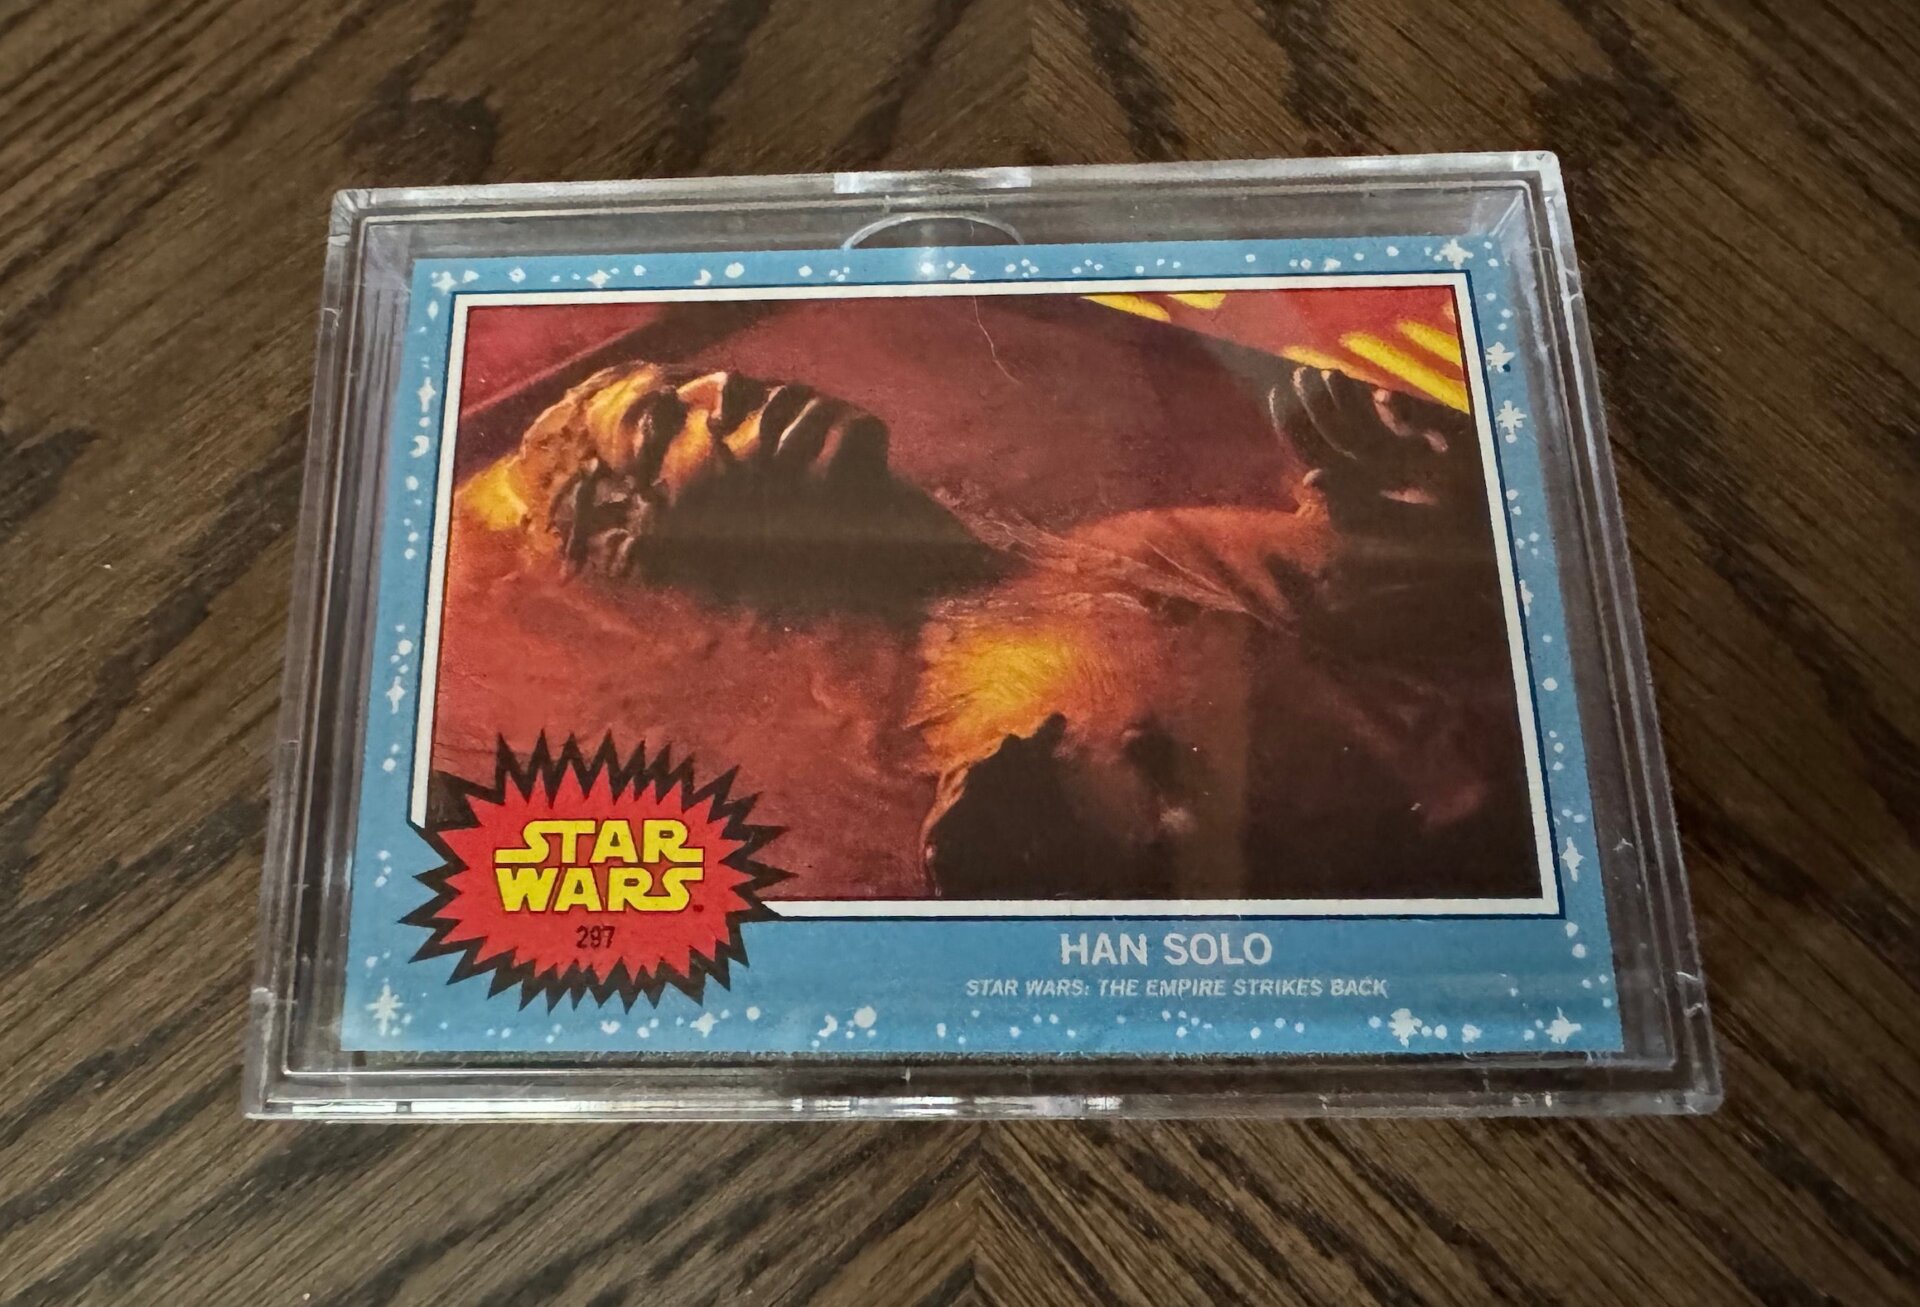 STAR
WARS
297
HAN SOLO
STAR WARS: THE EMPIRE STRIKES BACK